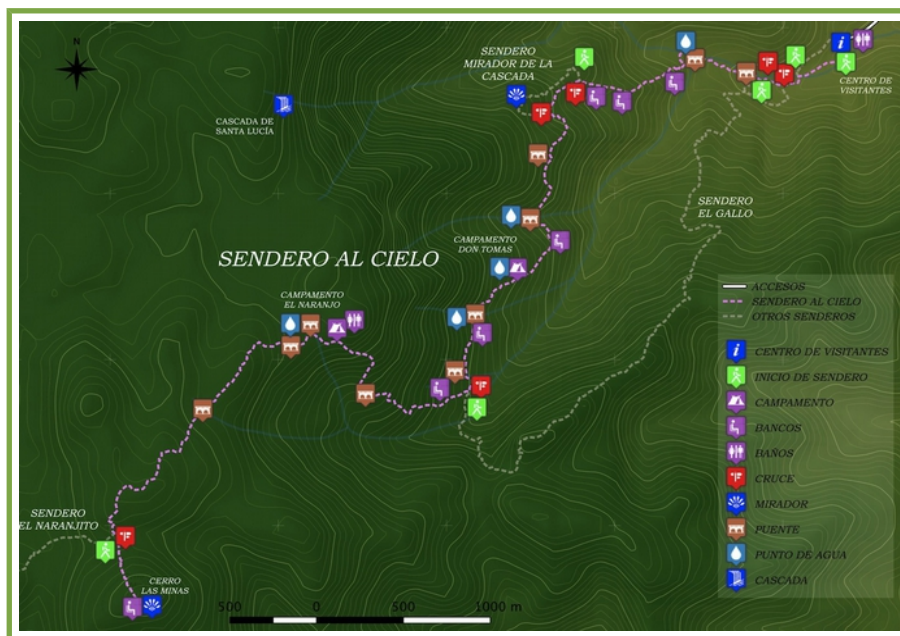 N
SENDERO
MIRADOR DE LA
CASCADA
CENTRO DE
VISITANTES
CASCADA DE
SANTA LUCÍA
SENDERO
EL GALLO
CAMPAMENTO
DON TOMAS
SENDERO AL CIELO
CAMPAMENTO
EL NARANJO
ACCESOS
SENDERO AL CIELO
OTROS SENDEROS
CENTRO DE VISITANTES
INICIO DE SENDERO
CAMPAMENTO
BANCOS
BAÑOS
CRUCE
MIRADOR
PUENTE
PUNTO DE AGUA
CASCADA
SENDERO
EL NARANJITO
CERRO
LAS MINAS
500 0 500 1000 m